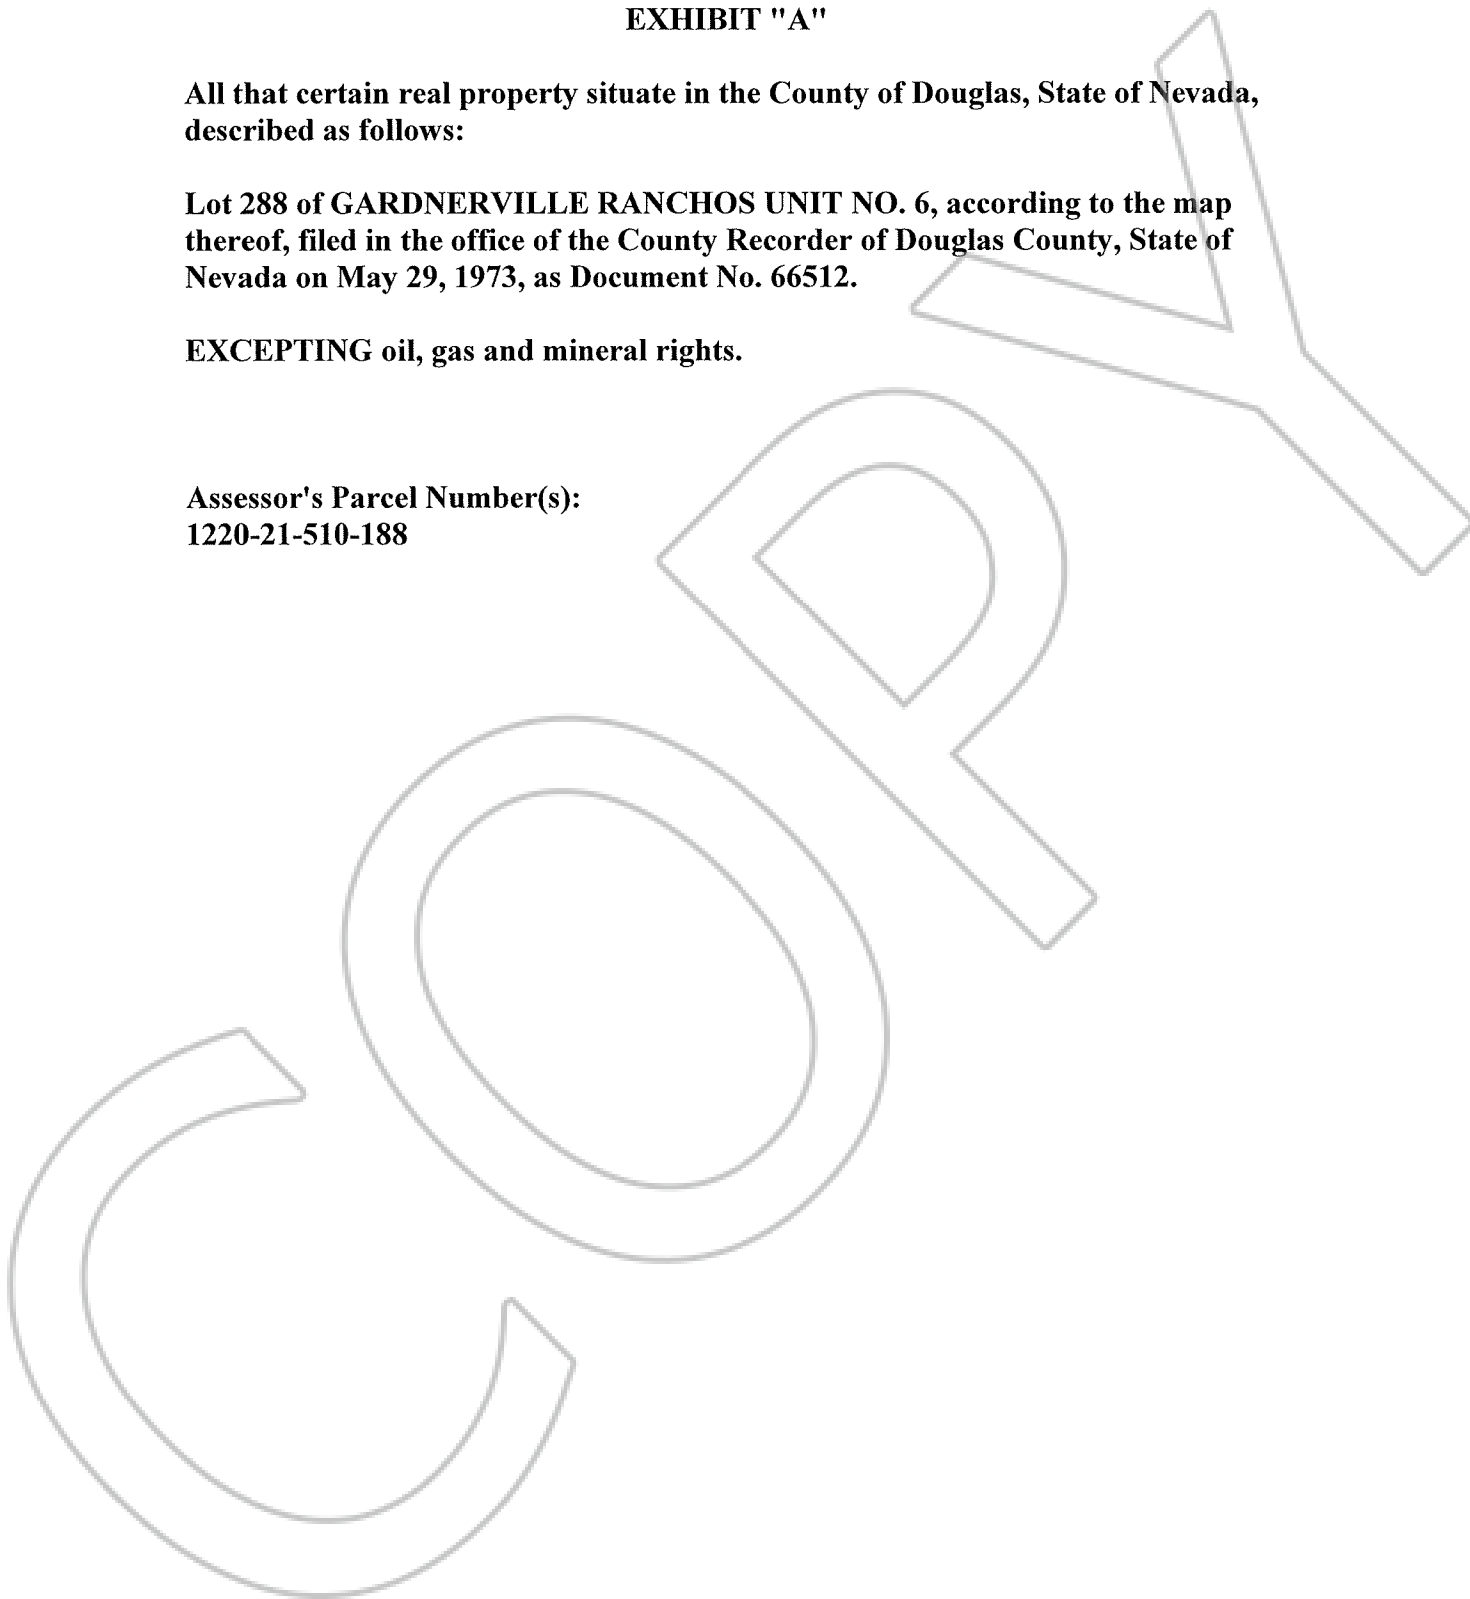 EXHIBIT "A"
All that certain real property situate in the County of Douglas, State of Nevada,
described as follows:
Lot 288 of GARDNERVILLE RANCHOS UNIT NO. 6, according to the map
thereof, filed in the office of the County Recorder of Douglas County, State of
Nevada on May 29, 1973, as Document No. 66512.
EXCEPTING oil, gas and mineral rights.
Assessor's Parcel Number(s):
1220-21-510-188
COPY